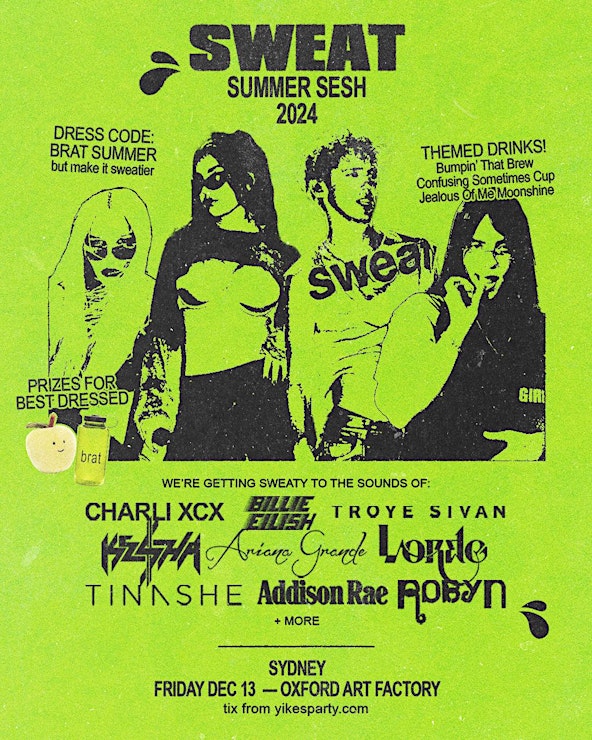 SWEAT
SUMMER SESH
2024
DRESS CODE:
BRAT SUMMER
but make it sweatier
THEMED DRINKS!
Bumpin' That Brew
Confusing Sometimes Cup
Jealous Of Me Moonshine
sweat
GIRL
PRIZES FOR
BEST DRESSED
brat
WE'RE GETTING SWEATY TO THE SOUNDS OF:
CHARLI XCX BILLIE EILISH TROYE SIVAN
KESHA Ariana Grande LORDE
TINASHE Addison Rae ROBYN
+ MORE
SYDNEY
FRIDAY DEC 13 — OXFORD ART FACTORY
tix from yikesparty.com